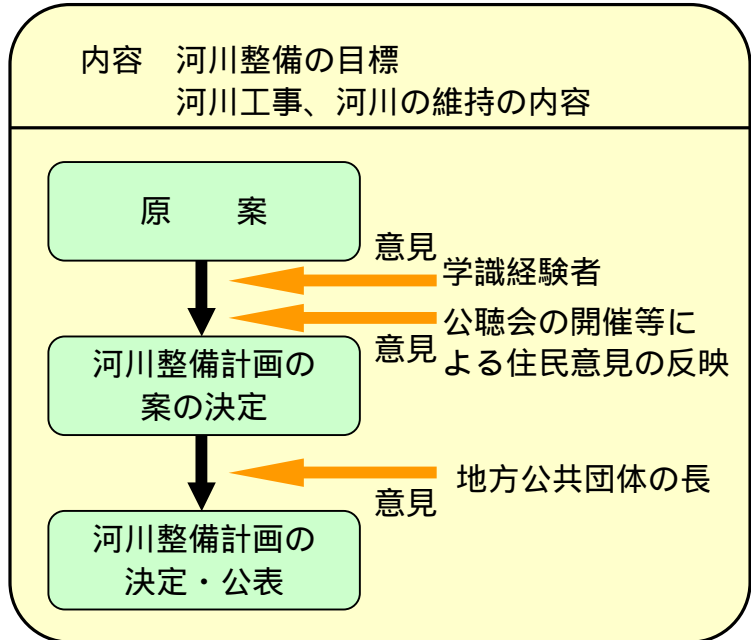 内容　河川整備の目標
河川工事、河川の維持の内容
原　　案
意見
学識経験者
公聴会の開催等に
よる住民意見の反映
意見
河川整備計画の
案の決定
地方公共団体の長
意見
河川整備計画の
決定・公表